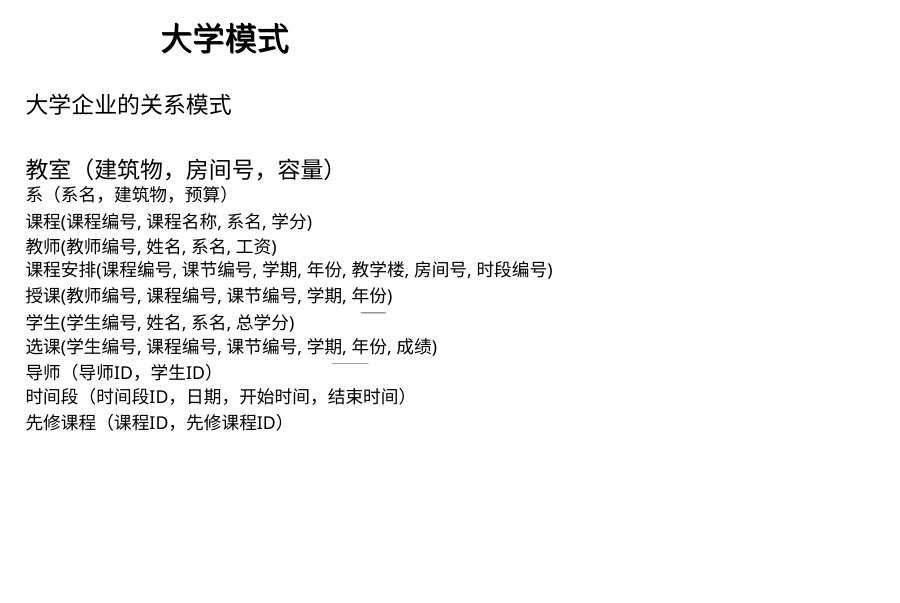 大学模式
大学企业的关系模式
教室（建筑物，房间号，容量）
系（系名，建筑物，预算）
课程(课程编号, 课程名称, 系名, 学分)
教师(教师编号, 姓名, 系名, 工资)
课程安排(课程编号, 课节编号, 学期, 年份, 教学楼, 房间号, 时段编号)
授课(教师编号, 课程编号, 课节编号, 学期, 年份)
学生(学生编号, 姓名, 系名, 总学分)
选课(学生编号, 课程编号, 课节编号, 学期, 年份, 成绩)
导师（导师ID，学生ID）
时间段（时间段ID，日期，开始时间，结束时间）
先修课程（课程ID，先修课程ID）